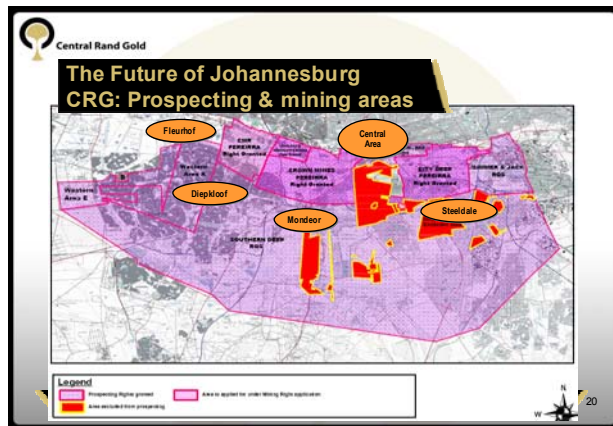 Central Rand Gold
The Future of Johannesburg
CRG: Prospecting & mining areas
Fleurhof
Central
Area
CROWN MINES
PEREIRRA
Right Granted
CITY DEEP
PEREIRRA
Right Granted
RGG
Western
Area E
Diepkloof
Mondeor
Steeldale
SOUTHERN DEEP
RGG
Legend
Prospecting Rights granted
Area to applied for under Mining Right application
Area excluded from prospecting
N
W
20